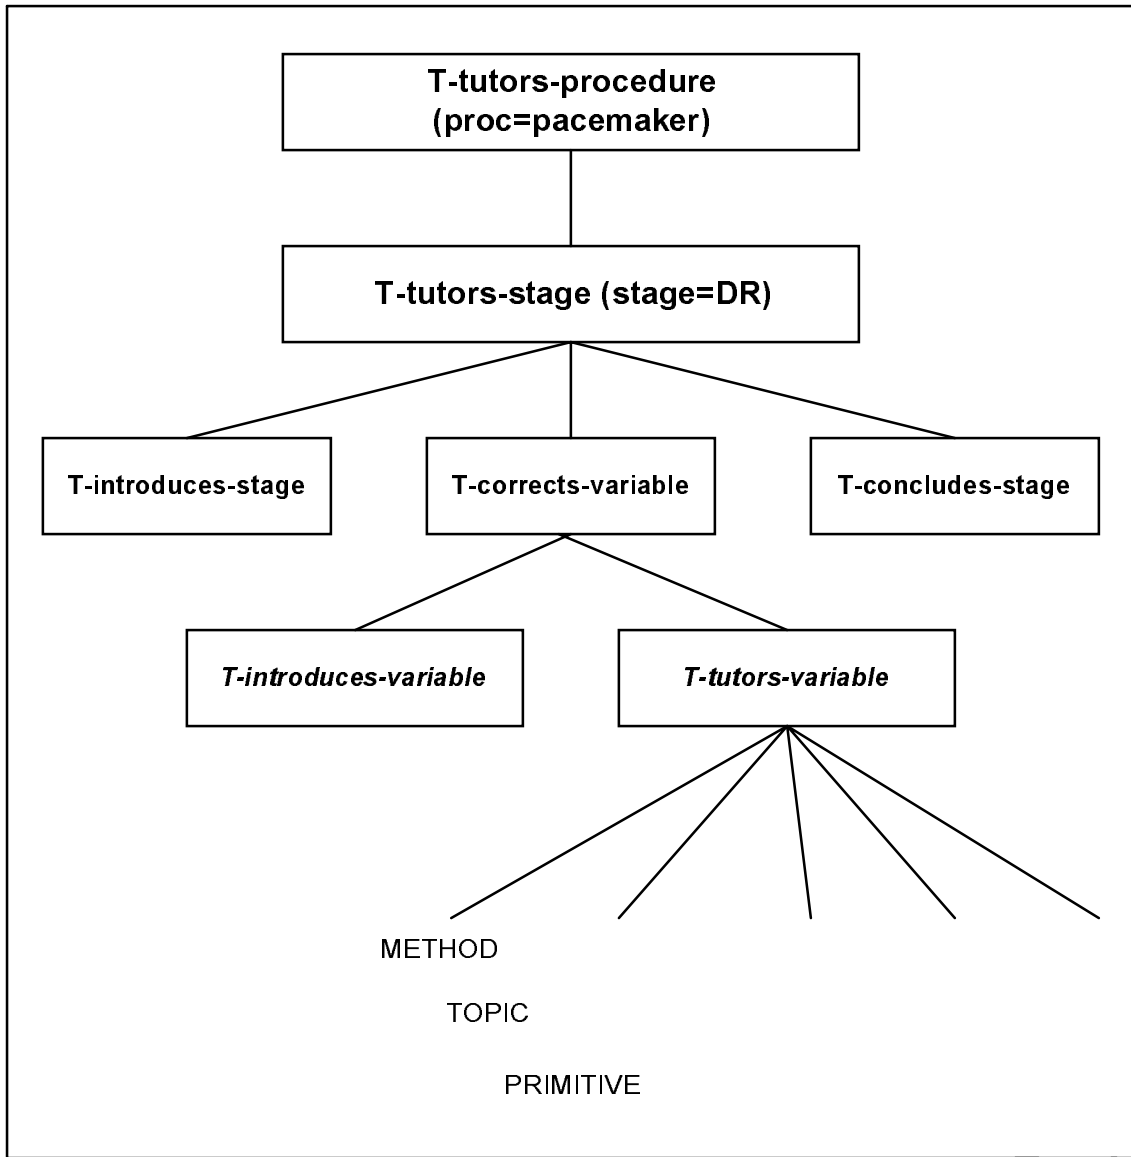 T-tutors-procedure
(proc=pacemaker)
T-tutors-stage (stage=DR)
T-introduces-stage
T-corrects-variable
T-concludes-stage
T-introduces-variable
T-tutors-variable
METHOD
TOPIC
PRIMITIVE